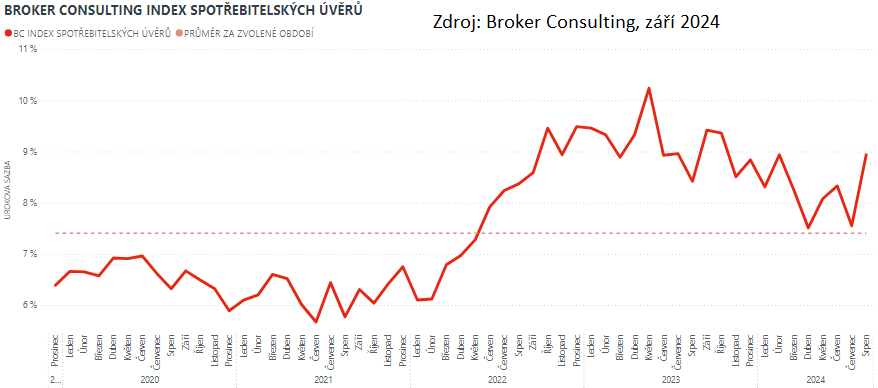 BROKER CONSULTING INDEX SPOTŘEBITELSKÝCH ÚVĚRŮ
Zdroj: Broker Consulting, září 2024
BC INDEX SPOTŘEBITELSKÝCH ÚVĚRŮ PRŮMĚR ZA ZVOLENÉ OBDOBÍ
11 %
10 %
9 %
8 %
7 %
6 %
ÚROKOVÁ SAZBA
Prosinec Leden Únor Březen Duben Květen Červen Červenec Srpen Září Říjen Listopad Prosinec Leden Únor Březen Duben Květen Červen Červenec Srpen Září Říjen Listopad Prosinec Leden Únor Březen Duben Květen Červen Červenec Srpen Září Říjen Listopad Prosinec Leden Únor Březen Duben Květen Červen Červenec Srpen Září Říjen Listopad Prosinec Leden Únor Březen Duben Květen Červen Červenec Srpen
2... 2020 2021 2022 2023 2024